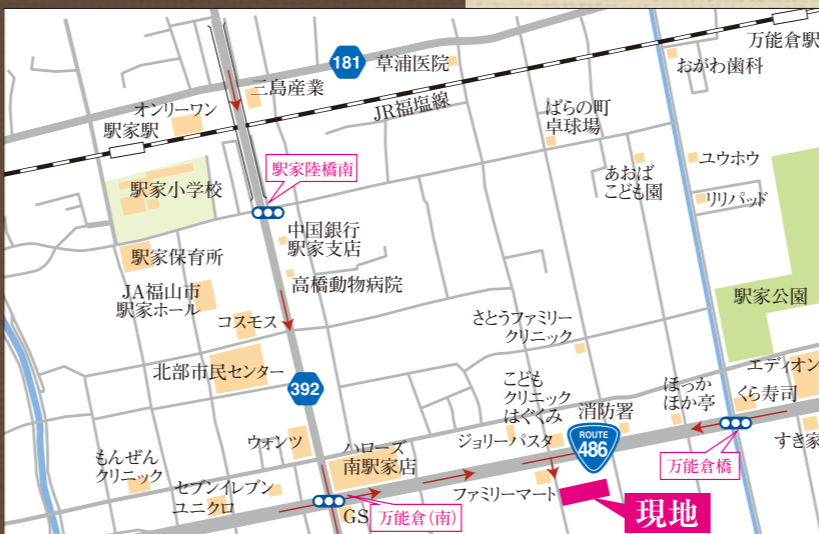 万能倉駅
181
草浦医院
おがわ歯科
三島産業
JR福塩線
オンリーワン
駅家駅
ばらの町
卓球場
駅家陸橋南
ユウホウ
駅家小学校
あおば
こども園
リリパッド
中国銀行
駅家支店
駅家保育所
高橋動物病院
JA福山市
駅家ホール
駅家公園
コスモス
さとうファミリー
クリニック
北部市民センター
392
エディオン
こども
クリニック
はぐくみ
ほっか
ほか亭
くら寿司
消防署
ジョリーパスタ
ROUTE
486
すき家
ウォンツ
ハローズ
南駅家店
万能倉橋
もんぜん
クリニック
セブンイレブン
ユニクロ
ファミリーマート
GS
万能倉(南)
現地